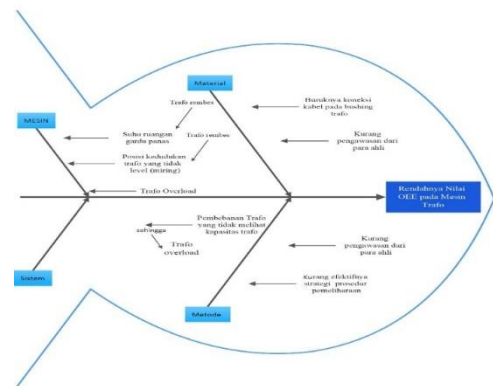 Material
Trafo rembes
Buruknya koneksi
kabel pada bushing
trafo
MESIN
Suhu ruangan
gardu panas
Trafo rembes
Kurang
pengawasan dari
para ahli
Posisi kedudukan
trafo yang tidak
level (miring)
Trafo Overload
Rendahnya Nilai
OEE pada Mesin
Trafo
Pembebanan Trafo
yang tidak melihat
kapasitas trafo
sehingga
Trafo
overload
Kurang
pengawasan dari
para ahli
Sistem
Kurang efektifnya
strategi prosedur
pemeliharaan
Metode